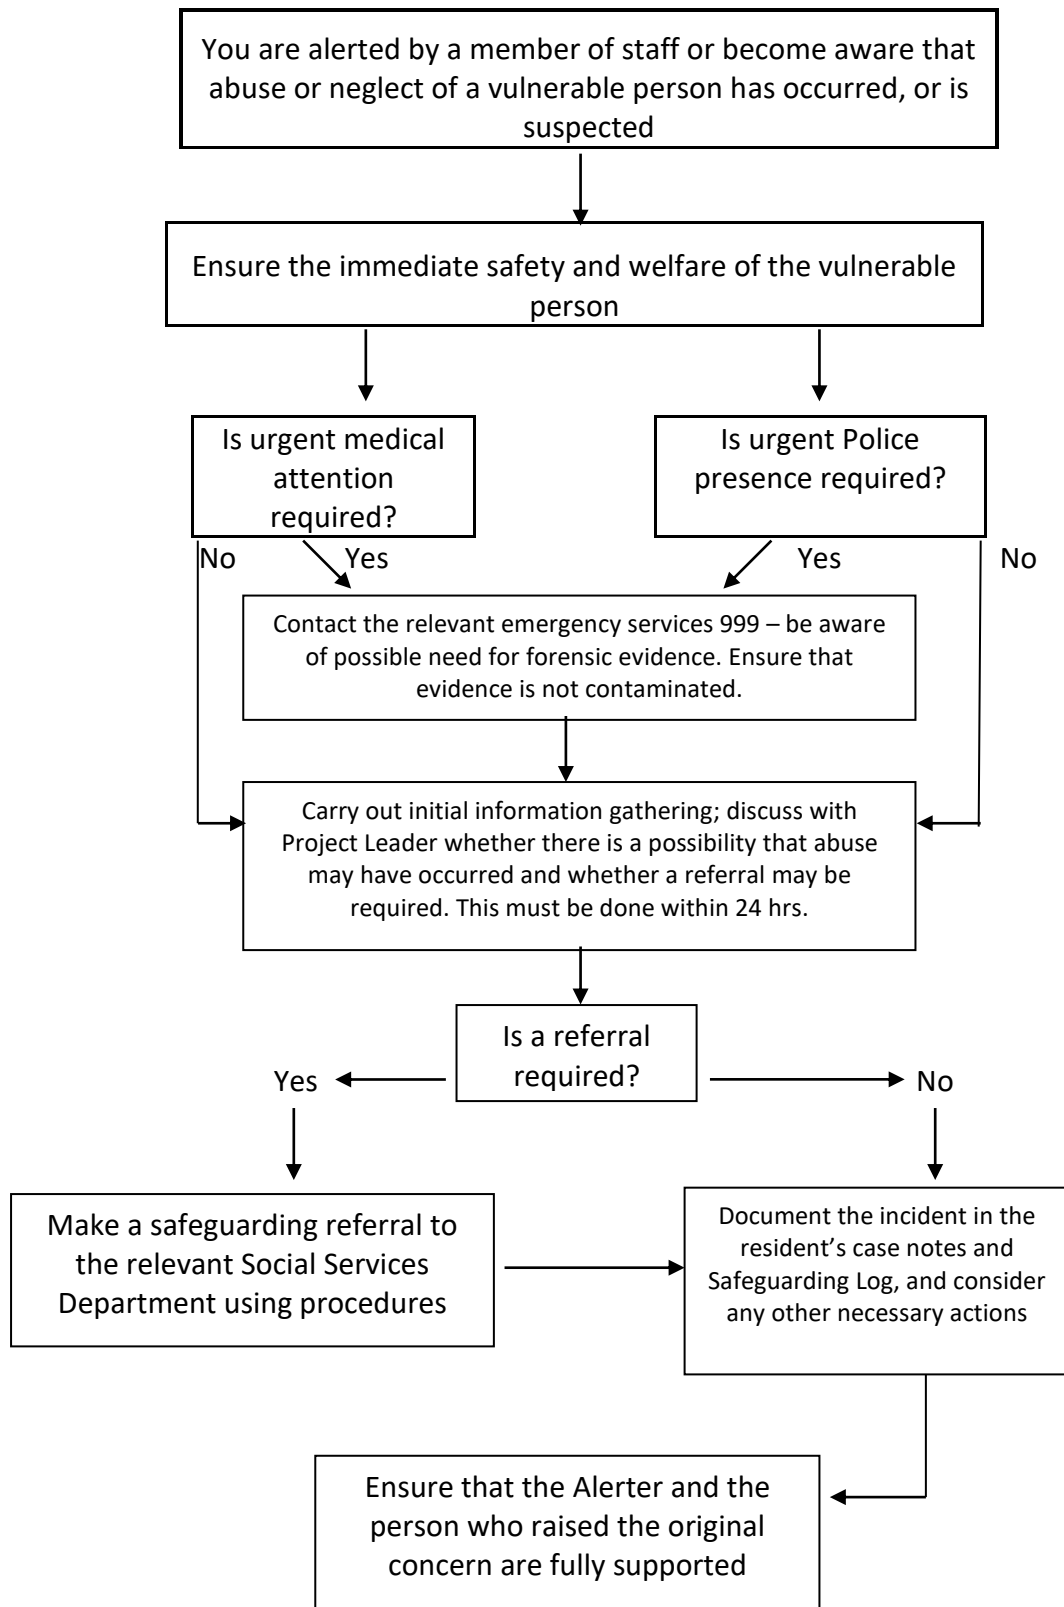 You are alerted by a member of staff or become aware that
abuse or neglect of a vulnerable person has occurred, or is
suspected
Ensure the immediate safety and welfare of the vulnerable
person
Is urgent medical
attention
required?
Is urgent Police
presence required?
No
Yes
Yes
No
Contact the relevant emergency services 999 – be aware
of possible need for forensic evidence. Ensure that
evidence is not contaminated.
Carry out initial information gathering; discuss with
Project Leader whether there is a possibility that abuse
may have occurred and whether a referral may be
required. This must be done within 24 hrs.
Is a referral
required?
Yes
No
Make a safeguarding referral to
the relevant Social Services
Department using procedures
Document the incident in the
resident’s case notes and
Safeguarding Log, and consider
any other necessary actions
Ensure that the Alerter and the
person who raised the original
concern are fully supported